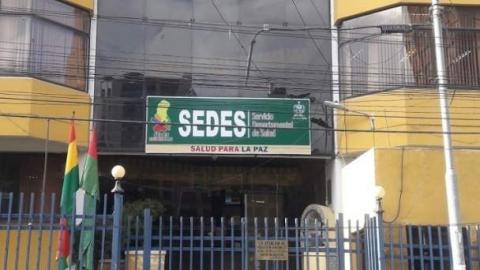 SEDES
Servicio
Departamental
de Salud
SALUD PARA LA PAZ